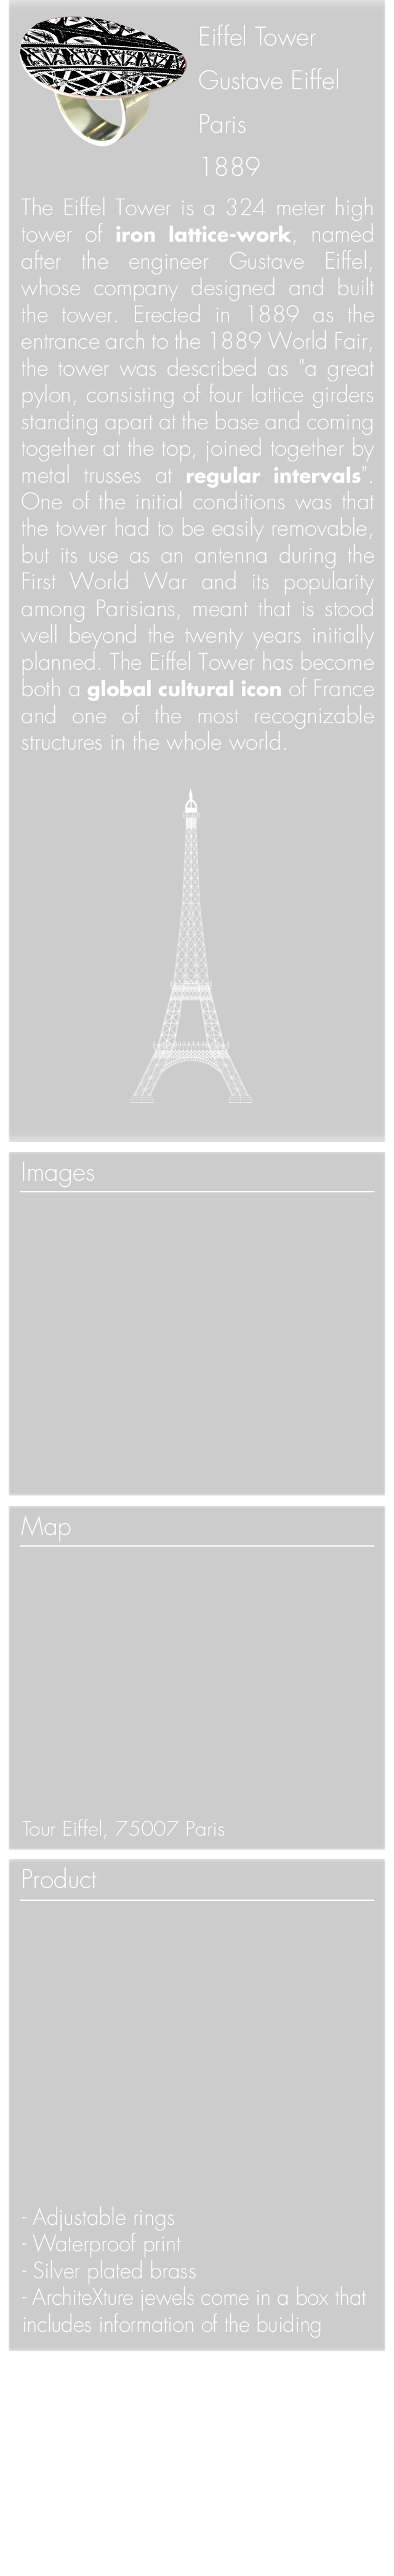 Eiffel Tower
Gustave Eiffel
Paris
1889
The Eiffel Tower is a 324 meter high
tower of iron lattice-work, named
after the engineer Gustave Eiffel,
whose company designed and built
the tower. Erected in 1889 as the
entrance arch to the 1889 World Fair,
the tower was described as "a great
pylon, consisting of four lattice girders
standing apart at the base and coming
together at the top, joined together by
metal trusses at regular intervals".
One of the initial conditions was that
the tower had to be easily removable,
but its use as an antenna during the
First World War and its popularity
among Parisians, meant that is stood
well beyond the twenty years initially
planned. The Eiffel Tower has become
both a global cultural icon of France
and one of the most recognizable
structures in the whole world.
Images
Map
Tour Eiffel, 75007 Paris
Product
- Adjustable rings
- Waterproof print
- Silver plated brass
- ArchiteXture jewels come in a box that
includes information of the buiding